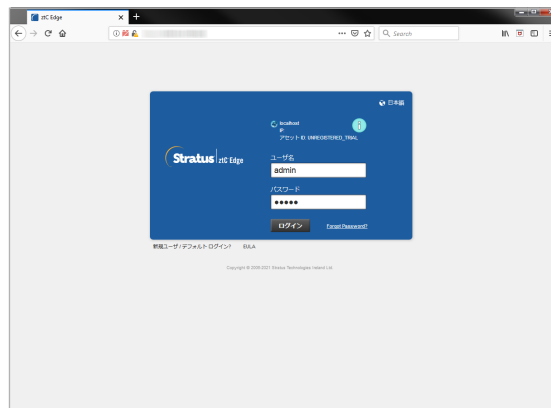 ztC Edge
Search
日本語
localhost
IP:
アセット ID: UNREGISTERED_TRIAL
Stratus ztC Edge
ユーザ名
admin
パスワード
ログイン
Forgot Password?
新規ユーザ / デフォルト ログイン?
EULA
Copyright © 2008-2021 Stratus Technologies Ireland Ltd.